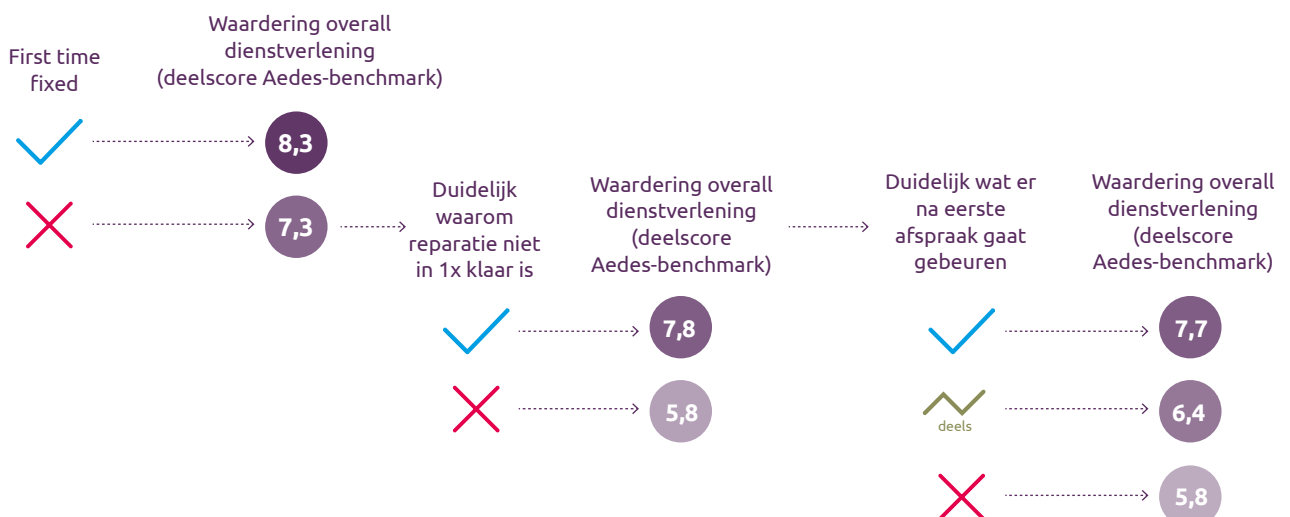 First time
fixed
Waardering overall
dienstverlening
(deelscore Aedes-benchmark)
8,3
7,3
Duidelijk
waarom
reparatie niet
in 1x klaar is
Waardering overall
dienstverlening
(deelscore
Aedes-benchmark)
7,8
5,8
Duidelijk wat er
na eerste
afspraak gaat
gebeuren
Waardering overall
dienstverlening
(deelscore
Aedes-benchmark)
7,7
deels
6,4
5,8